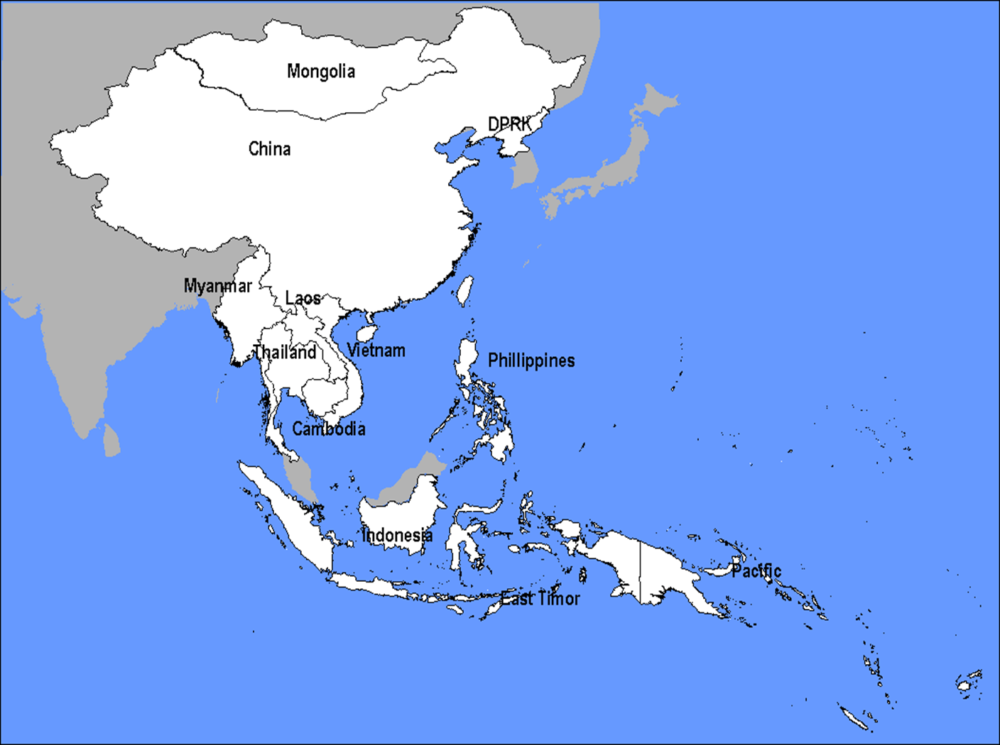 Mongolia
DPRK
China
Myanmar
Laos
Thailand
Vietnam
Phillippines
Cambodia
Indonesia
Pacific
East Timor